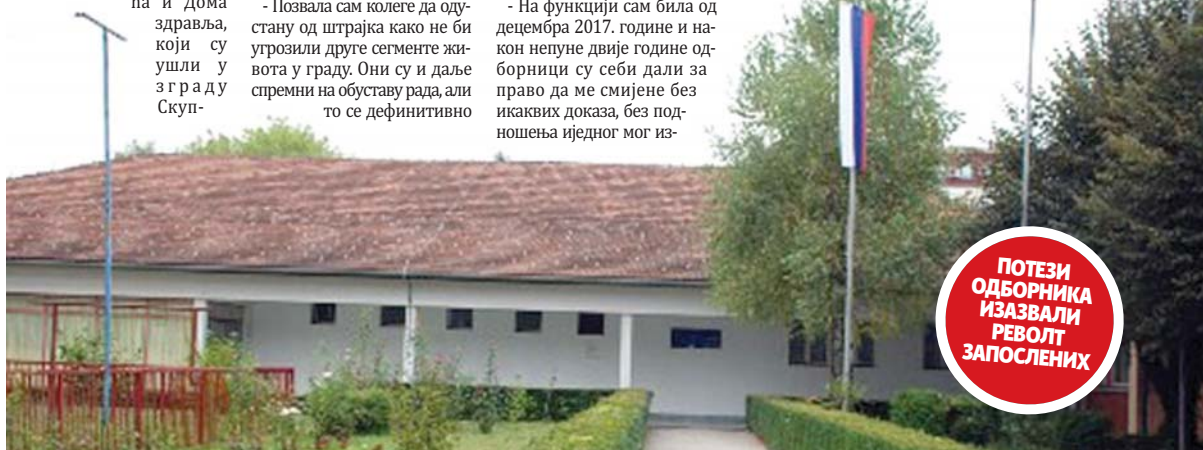 ћа и Дома
здравља,
који су
ушли у
зграду
Скуп-
- Позвала сам колеге да оду-
стану од штрајка како не би
угрозили друге сегменте жи-
вота у граду. Они су и даље
спремни на обуставу рада, али
то се дефинитивно
- На функцији сам била од
децембра 2017. године и на-
кон непуне двије године од-
борници су себи дали за
право да ме смијене без
икаквих доказа, без под-
ношења иједног мог из-
ПОТЕЗИ
ОДБОРНИКА
ИЗАЗВАЛИ
РЕВОЛТ
ЗАПОСЛЕНИХ